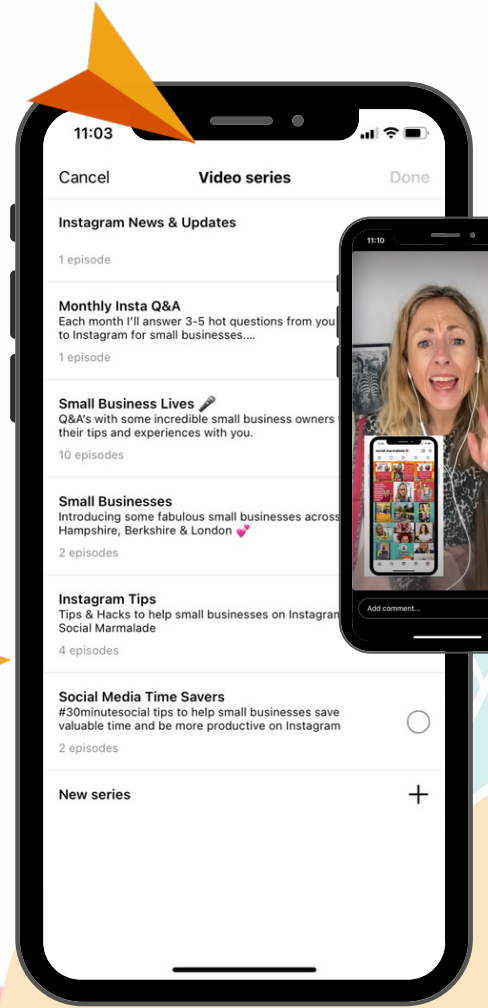 11:03
Cancel
Video series
Done
Instagram News & Updates
1 episode
Monthly Insta Q&A
Each month I'll answer 3-5 hot questions from you
to Instagram for small businesses....
1 episode
Small Business Lives 🎤
Q&A's with some incredible small business owners
their tips and experiences with you.
10 episodes
Small Businesses
Introducing some fabulous small businesses across
Hampshire, Berkshire & London 💕
2 episodes
Instagram Tips
Tips & Hacks to help small businesses on Instagram
Social Marmalade
4 episodes
Social Media Time Savers
#30minutesocial tips to help small businesses save
valuable time and be more productive on Instagram
2 episodes
New series
11:10
social.marmalade
Add comment...